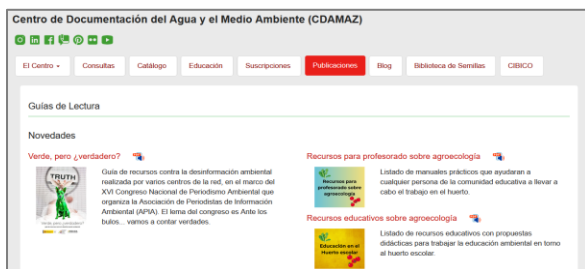 Centro de Documentación del Agua y el Medio Ambiente (CDAMAZ)
El Centro
Consultas
Catálogo
Educación
Suscripciones
Publicaciones
Blog
Biblioteca de Semillas
CIBICO
Guías de Lectura
Novedades
Verde, pero ¿verdadero?
TRUTH
Guía de recursos contra la desinformación ambiental
realizada por varios centros de la red, en el marco del
XVI Congreso Nacional de Periodismo Ambiental que
organiza la Asociación de Periodistas de Información
Ambiental (APIA). El lema del congreso es Ante los
bulos... vamos a contar verdades.
Recursos para profesorado sobre agroecología
Recursos para
profesorado sobre
agroecología
Listado de manuales prácticos que ayudaran a
cualquier persona de la comunidad educativa a llevar a
cabo el trabajo en el huerto.
Recursos educativos sobre agroecología
Educación en el
Huerto escolar
Listado de recursos educativos con propuestas
didácticas para trabajar la educación ambiental en torno
al huerto escolar.